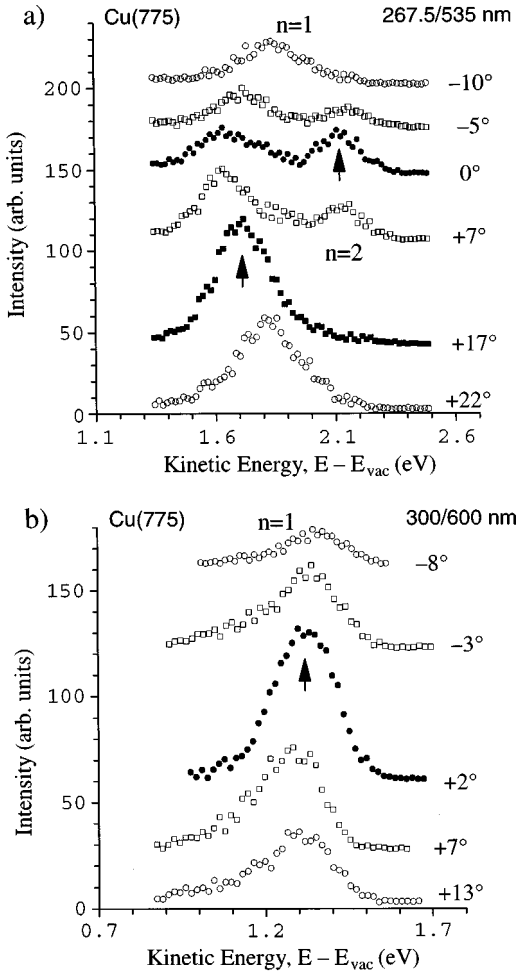 a) Cu(775) n=1 267.5/535 nm
200
150
100
50
0
Intensity (arb. units)
−10°
−5°
0°
+7°
n=2
+17°
+22°
1.1 1.6 2.1 2.6
Kinetic Energy, E – Evac (eV)
b) Cu(775) n=1 300/600 nm
150
100
50
0
Intensity (arb. units)
−8°
−3°
+2°
+7°
+13°
0.7 1.2 1.7
Kinetic Energy, E – Evac (eV)